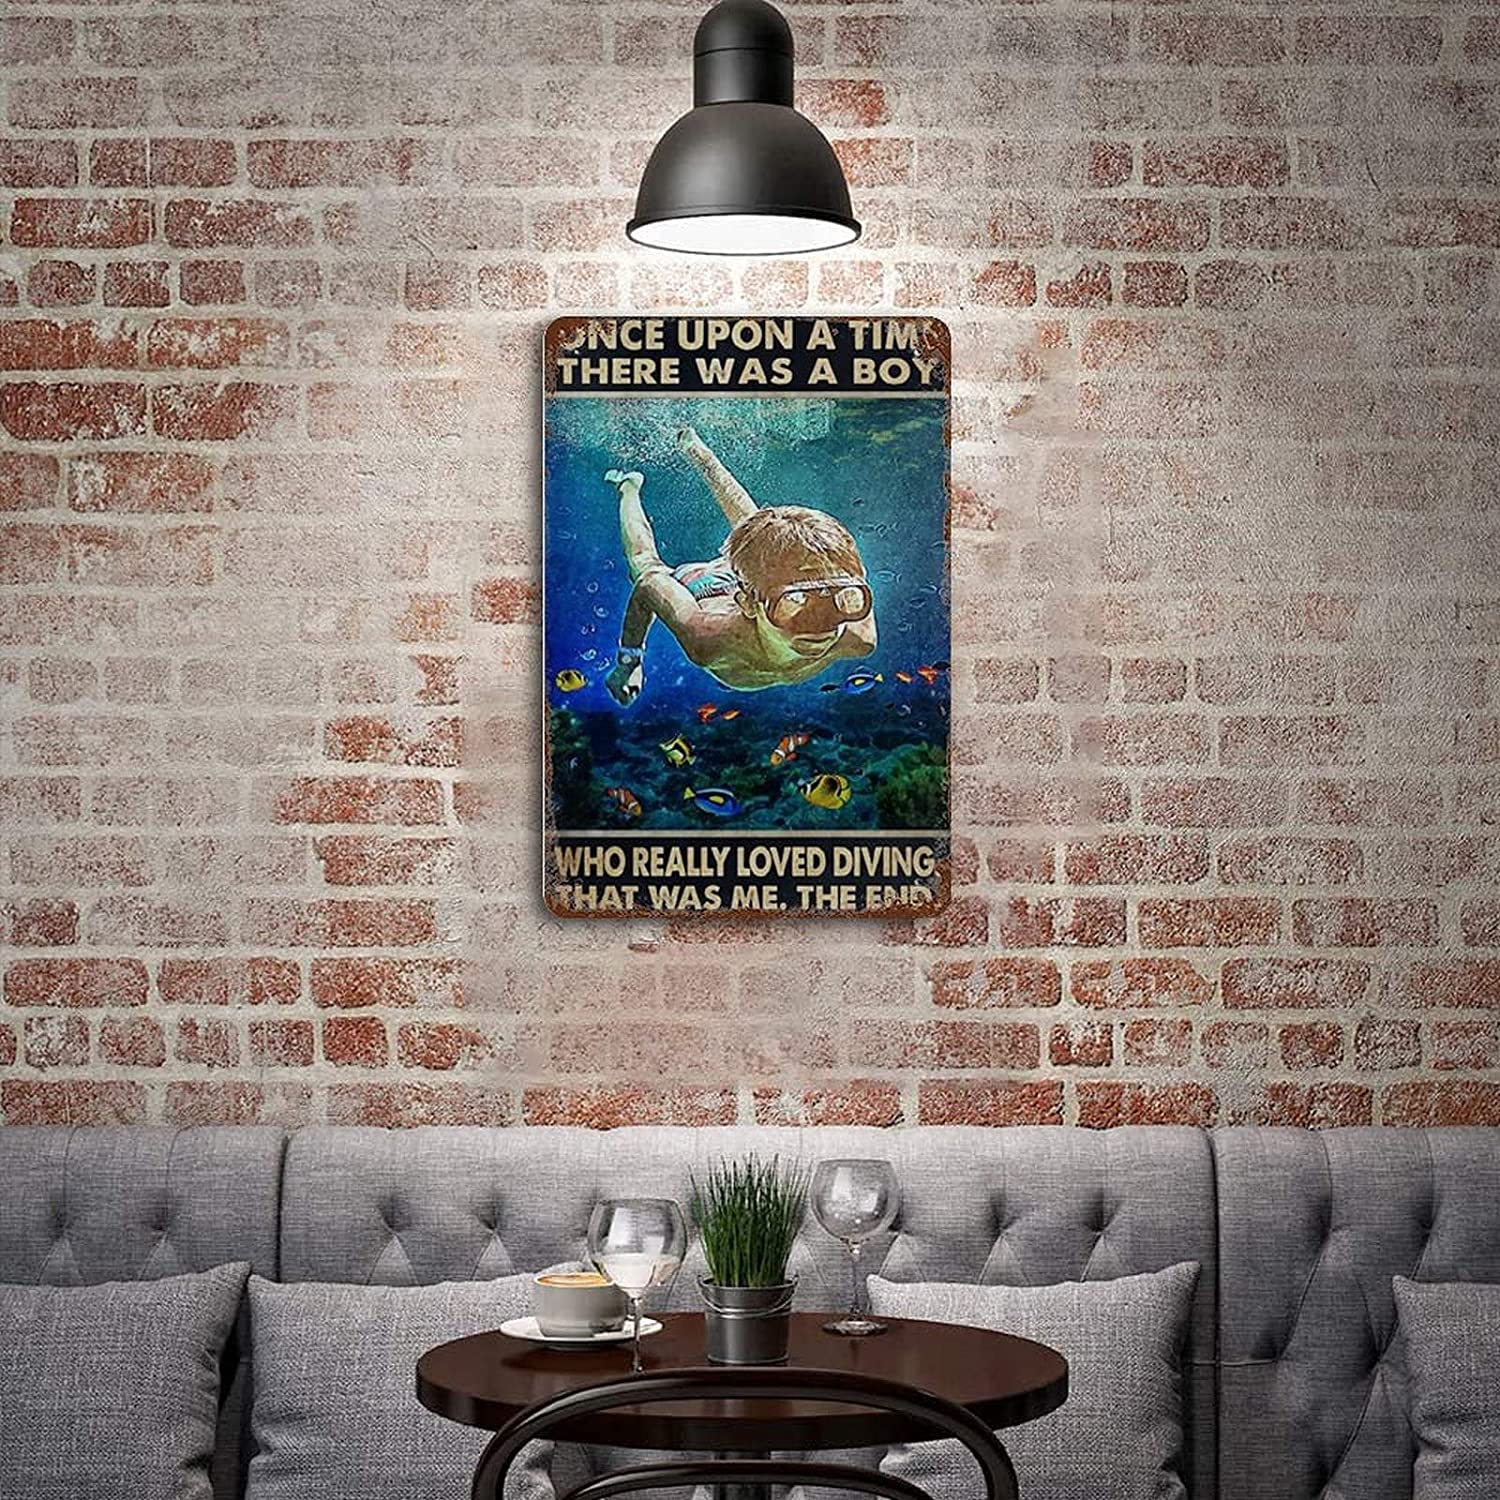 ONCE UPON A TIM
THERE WAS A BOY
WHO REALLY LOVED DIVING
THAT WAS ME. THE END